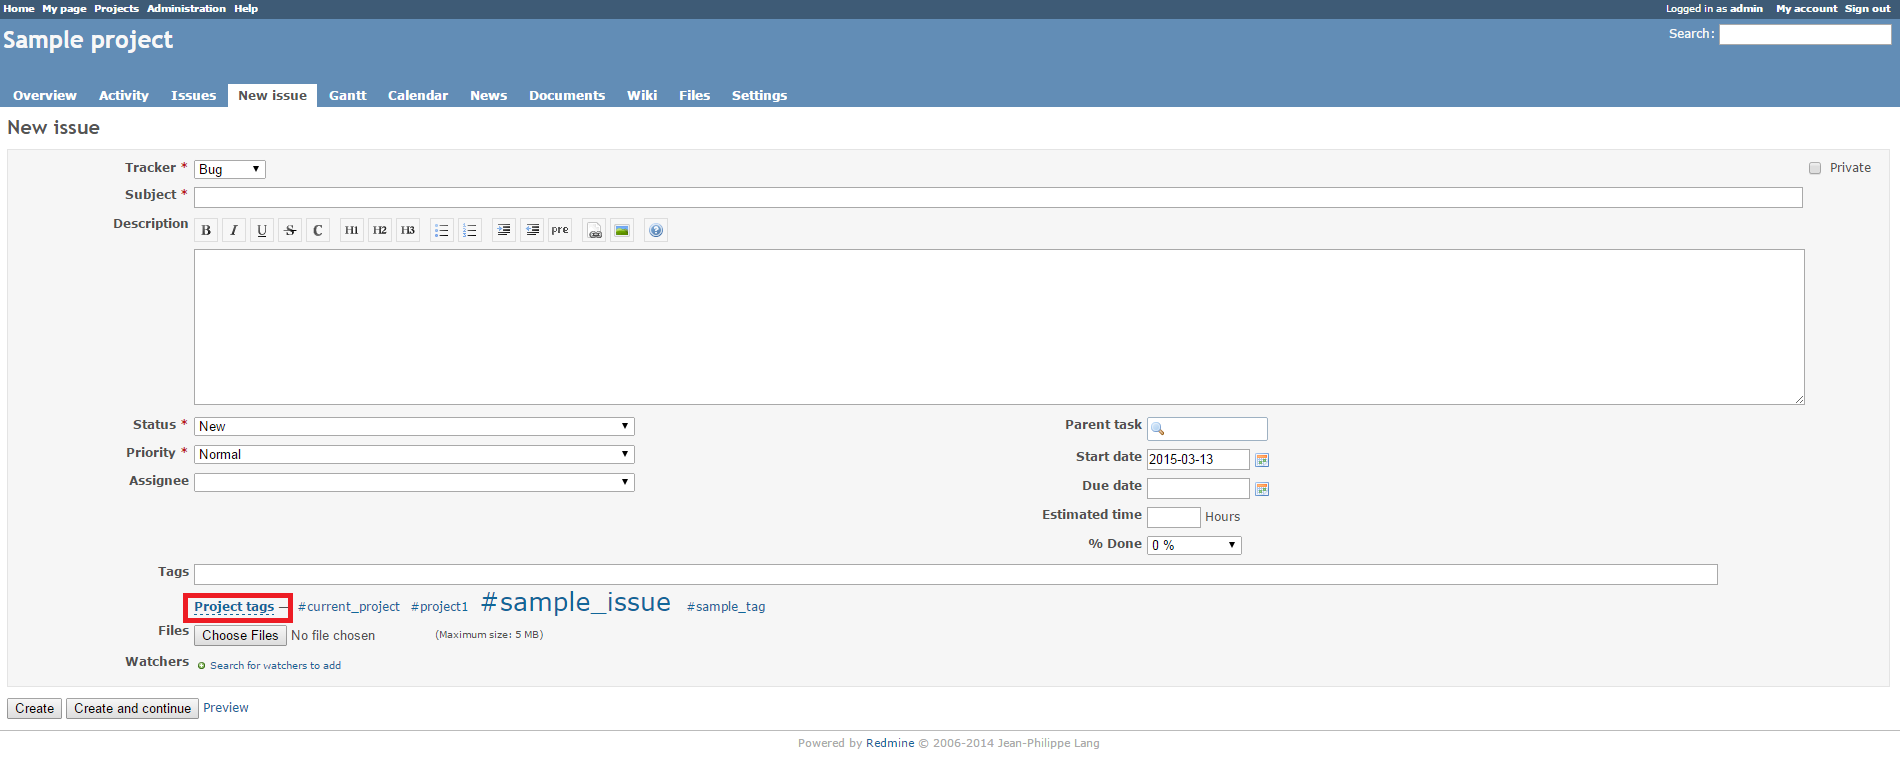 Home My page Projects Administration Help Logged in as admin My account Sign out
Sample project Search:
Overview Activity Issues New issue Gantt Calendar News Documents Wiki Files Settings
New issue
Tracker * Bug Private
Subject *
Description B I U S C H1 H2 H3 pre
Status * New Parent task
Priority * Normal Start date 2015-03-13
Assignee Due date
Estimated time Hours
% Done 0 %
Tags
Project tags — #current_project #project1 #sample_issue #sample_tag
Files Choose Files No file chosen (Maximum size: 5 MB)
Watchers Search for watchers to add
Create Create and continue Preview
Powered by Redmine © 2006-2014 Jean-Philippe Lang